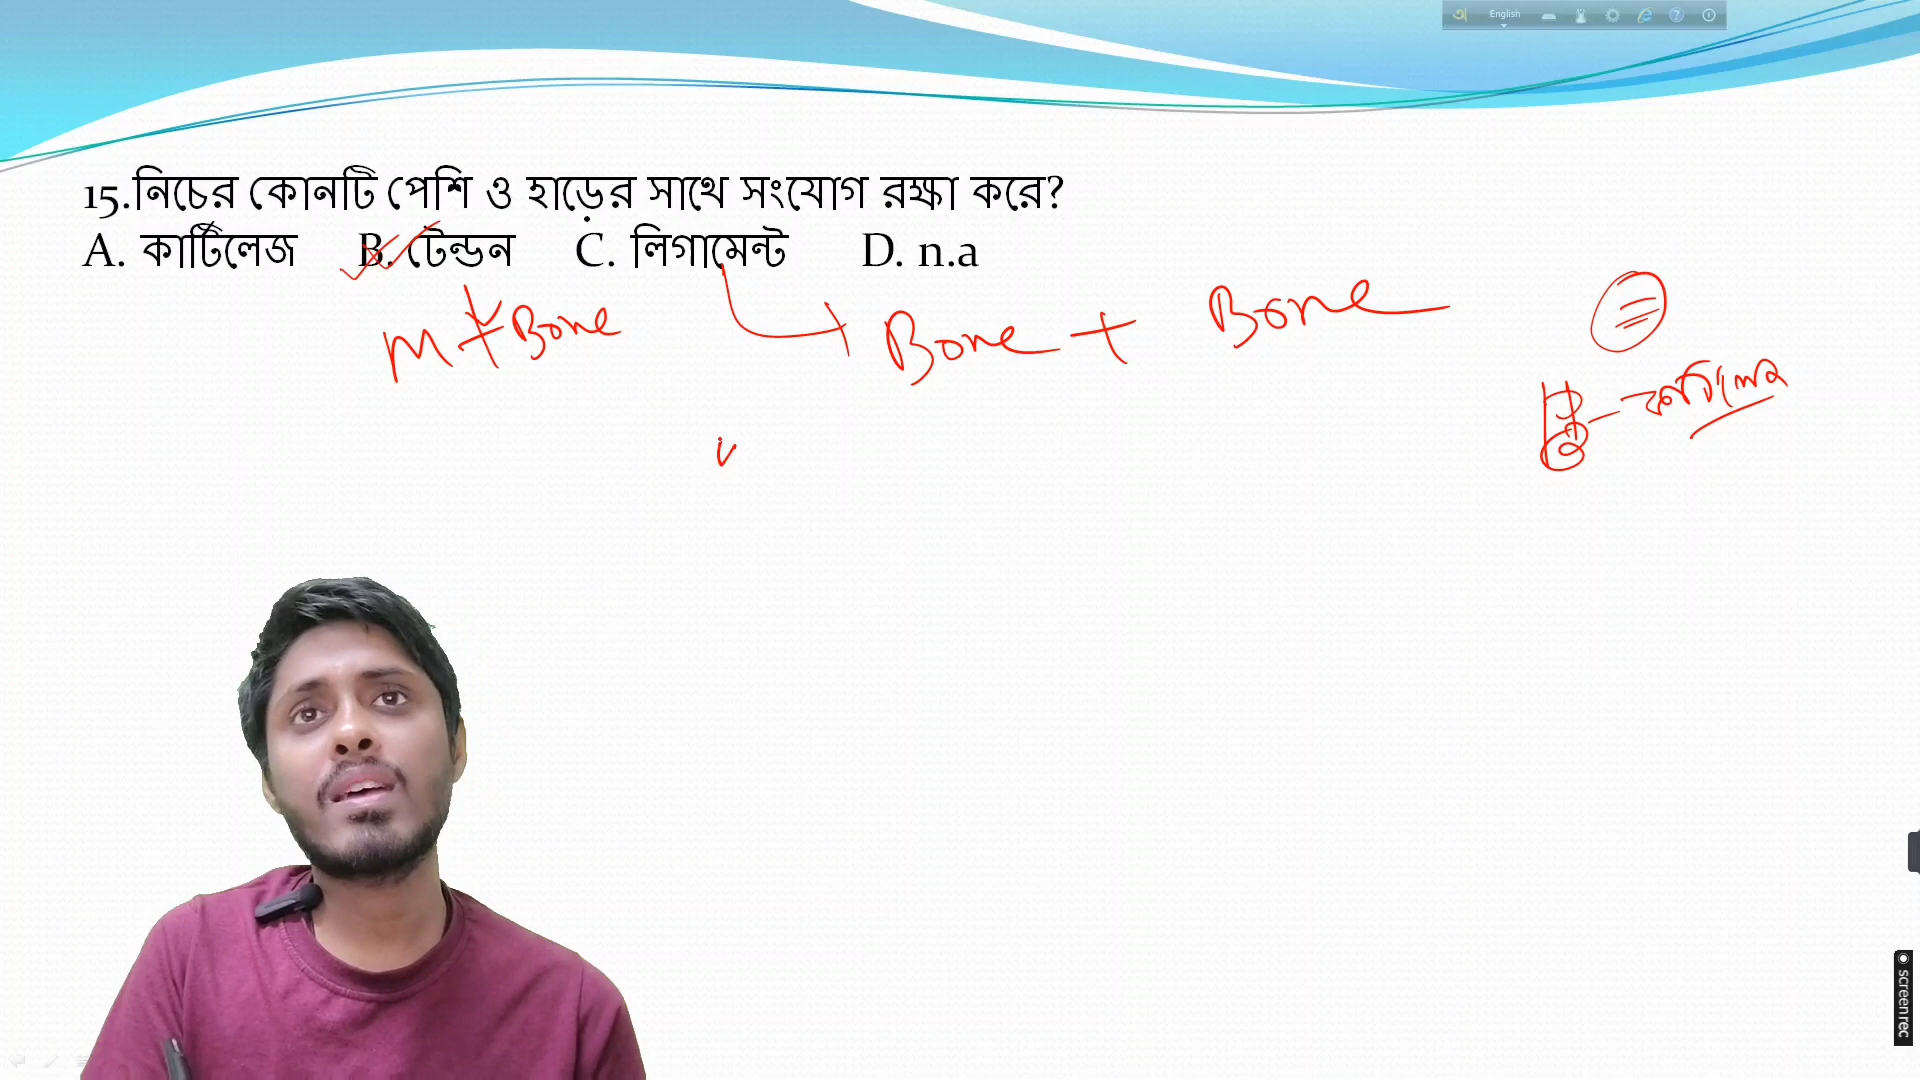 English
15.নিচের কোনটি পেশি ও হাড়ের সাথে সংযোগ রক্ষা করে?
A. কার্টিলেজ B. টেন্ডন C. লিগামেন্ট D. n.a
M + Bone
Bone + Bone
screenrec